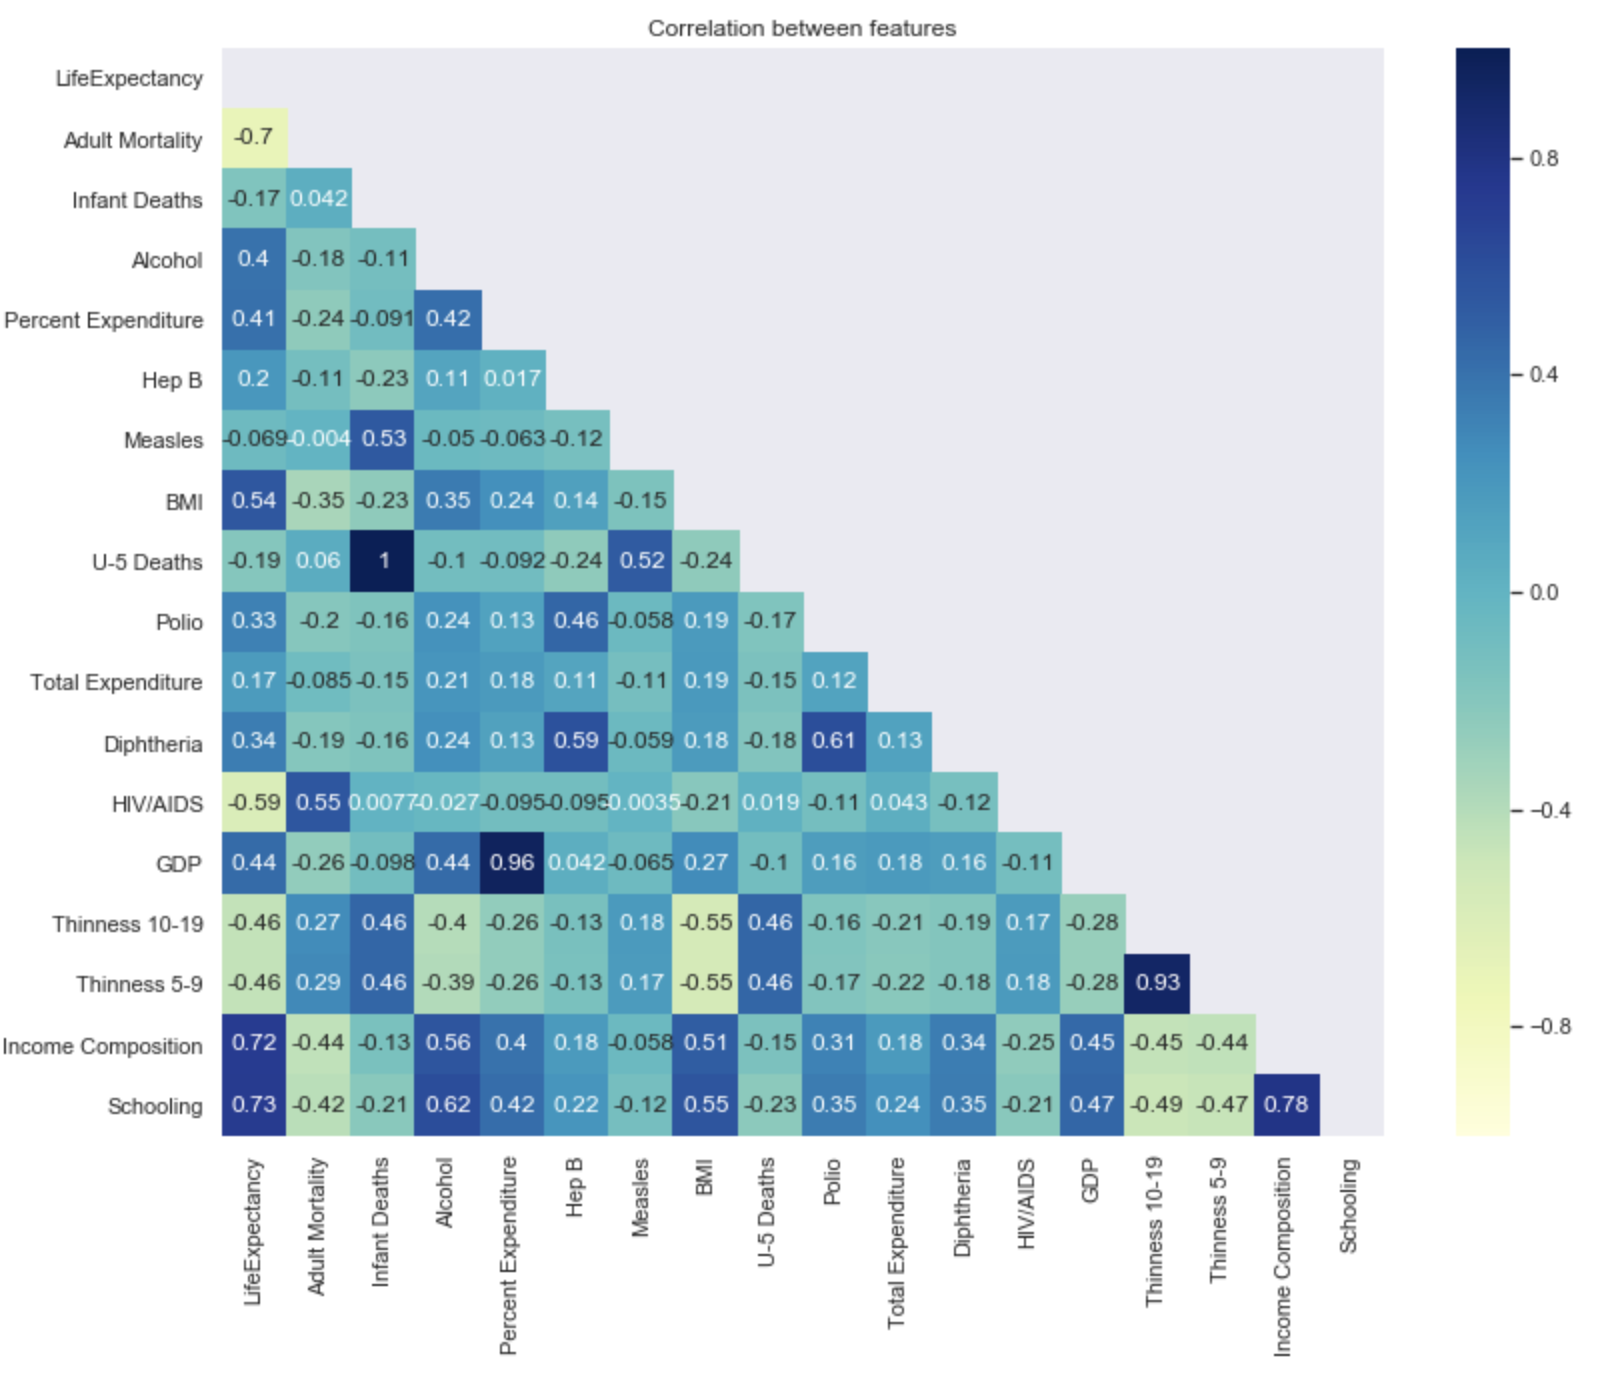 Correlation between features
LifeExpectancy
Adult Mortality -0.7
Infant Deaths -0.17 0.042
Alcohol 0.4 -0.18 -0.11
Percent Expenditure 0.41 -0.24 -0.091 0.42
Hep B 0.2 -0.11 -0.23 0.11 0.017
Measles -0.069 -0.004 0.53 -0.05 -0.063 -0.12
BMI 0.54 -0.35 -0.23 0.35 0.24 0.14 -0.15
U-5 Deaths -0.19 0.06 1 -0.1 -0.092 -0.24 0.52 -0.24
Polio 0.33 -0.2 -0.16 0.24 0.13 0.46 -0.058 0.19 -0.17
Total Expenditure 0.17 -0.085 -0.15 0.21 0.18 0.11 -0.11 0.19 -0.15 0.12
Diphtheria 0.34 -0.19 -0.16 0.24 0.13 0.59 -0.059 0.18 -0.18 0.61 0.13
HIV/AIDS -0.59 0.55 0.0077 -0.027 -0.095 -0.095 0.0035 -0.21 0.019 -0.11 0.043 -0.12
GDP 0.44 -0.26 -0.098 0.44 0.96 0.042 -0.065 0.27 -0.1 0.16 0.18 0.16 -0.11
Thinness 10-19 -0.46 0.27 0.46 -0.4 -0.26 -0.13 0.18 -0.55 0.46 -0.16 -0.21 -0.19 0.17 -0.28
Thinness 5-9 -0.46 0.29 0.46 -0.39 -0.26 -0.13 0.17 -0.55 0.46 -0.17 -0.22 -0.18 0.18 -0.28 0.93
Income Composition 0.72 -0.44 -0.13 0.56 0.4 0.18 -0.058 0.51 -0.15 0.31 0.18 0.34 -0.25 0.45 -0.45 -0.44
Schooling 0.73 -0.42 -0.21 0.62 0.42 0.22 -0.12 0.55 -0.23 0.35 0.24 0.35 -0.21 0.47 -0.49 -0.47 0.78
LifeExpectancy
Adult Mortality
Infant Deaths
Alcohol
Percent Expenditure
Hep B
Measles
BMI
U-5 Deaths
Polio
Total Expenditure
Diphtheria
HIV/AIDS
GDP
Thinness 10-19
Thinness 5-9
Income Composition
Schooling
0.8
0.4
0.0
−0.4
−0.8